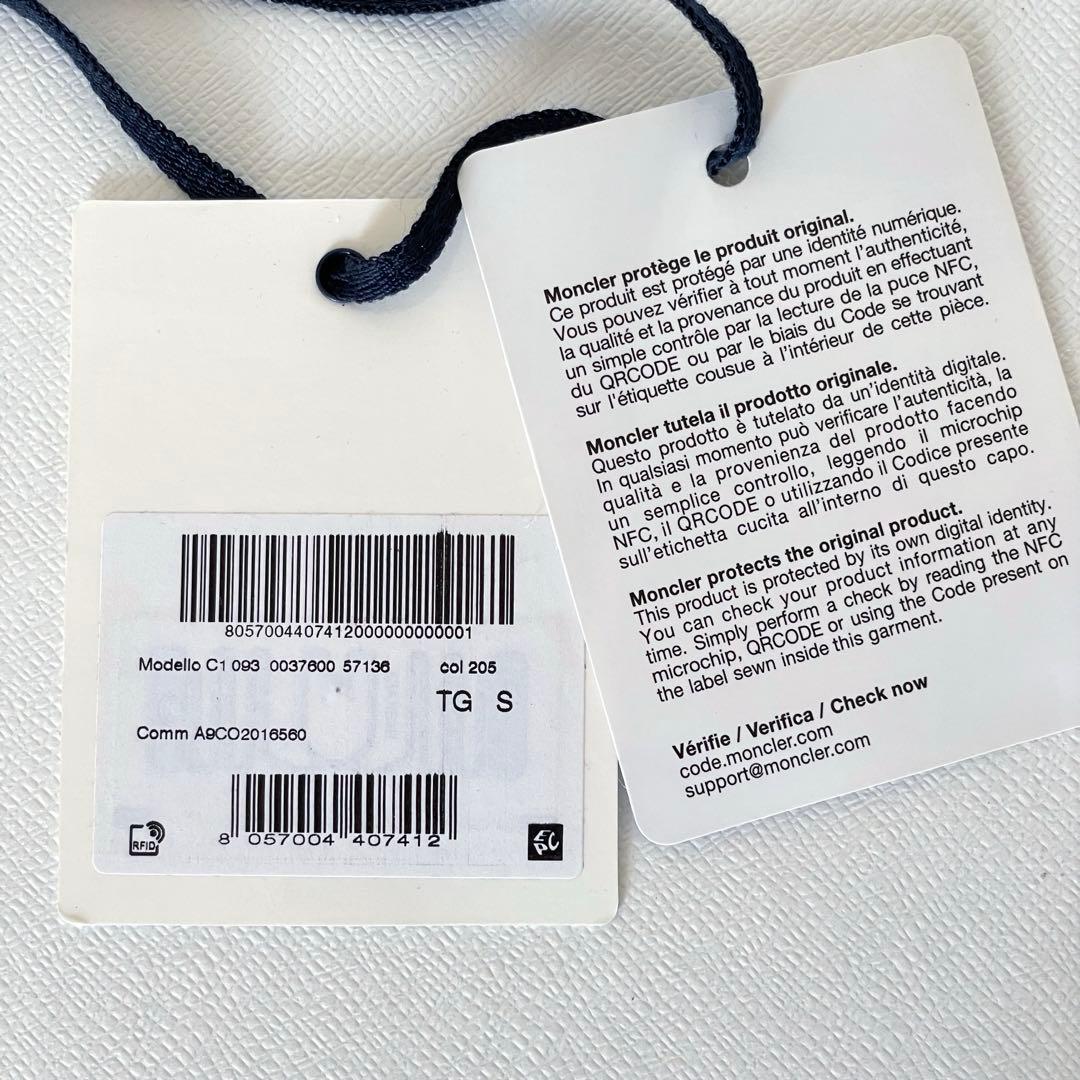 8057004407412000000000001
Modello C1 093 0037600 57136 col 205
TG S
Comm A9CO2016560
8 057004 407412
RFID
EPC
Moncler protège le produit original.
Ce produit est protégé par une identité numérique.
Vous pouvez vérifier à tout moment l'authenticité,
la qualité et la provenance du produit en effectuant
un simple contrôle par la lecture de la puce NFC,
du QRCODE ou par le biais du Code se trouvant
sur l'étiquette cousue à l'intérieur de cette pièce.
Moncler tutela il prodotto originale.
Questo prodotto è tutelato da un'identità digitale.
In qualsiasi momento può verificare l'autenticità, la
qualità e la provenienza del prodotto facendo
un semplice controllo, leggendo il microchip
NFC, il QRCODE o utilizzando il Codice presente
sull'etichetta cucita all'interno di questo capo.
Moncler protects the original product.
This product is protected by its own digital identity.
You can check your product information at any
time. Simply perform a check by reading the NFC
microchip, QRCODE or using the Code present on
the label sewn inside this garment.
Vérifie / Verifica / Check now
code.moncler.com
support@moncler.com